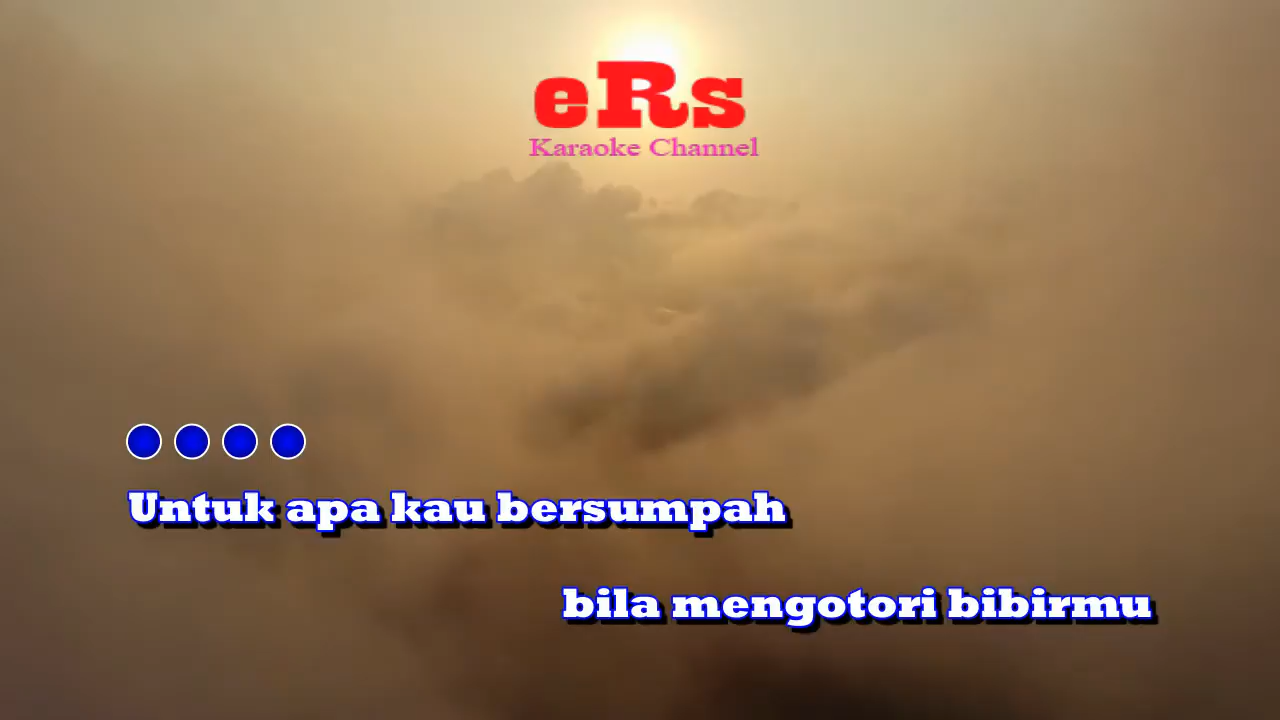 eRs
Karaoke Channel
Untuk apa kau bersumpah
bila mengotori bibirmu